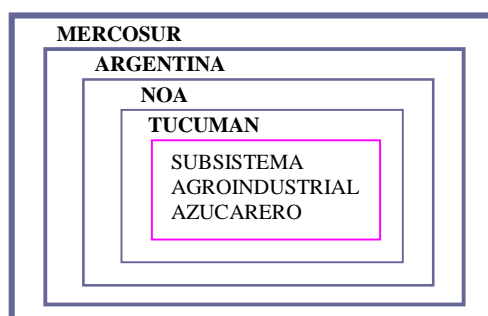 MERCOSUR
ARGENTINA
NOA
TUCUMAN
SUBSISTEMA
AGROINDUSTRIAL
AZUCARERO